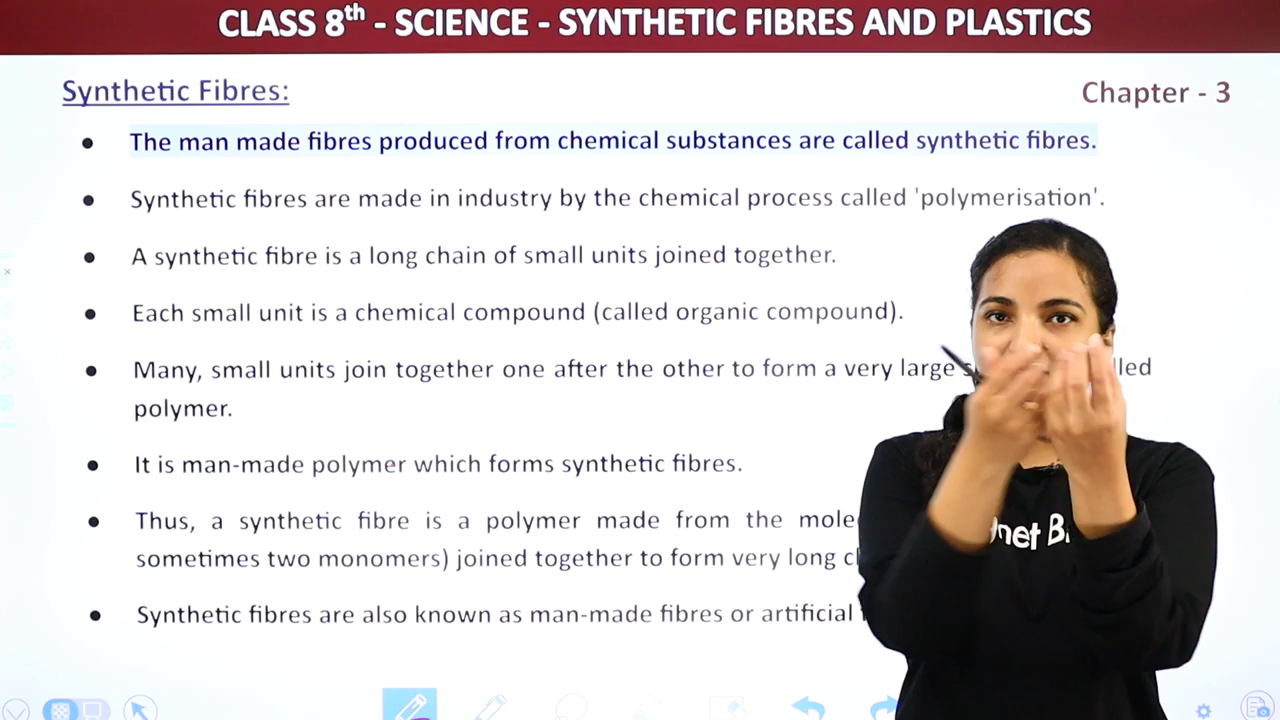 CLASS 8th - SCIENCE - SYNTHETIC FIBRES AND PLASTICS
Synthetic Fibres:
Chapter - 3
• The man made fibres produced from chemical substances are called synthetic fibres.
• Synthetic fibres are made in industry by the chemical process called 'polymerisation'.
• A synthetic fibre is a long chain of small units joined together.
• Each small unit is a chemical compound (called organic compound).
• Many, small units join together one after the other to form a very large
polymer.
• It is man-made polymer which forms synthetic fibres.
• Thus, a synthetic fibre is a polymer made from the
sometimes two monomers) joined together to form very long
• Synthetic fibres are also known as man-made fibres or artificial